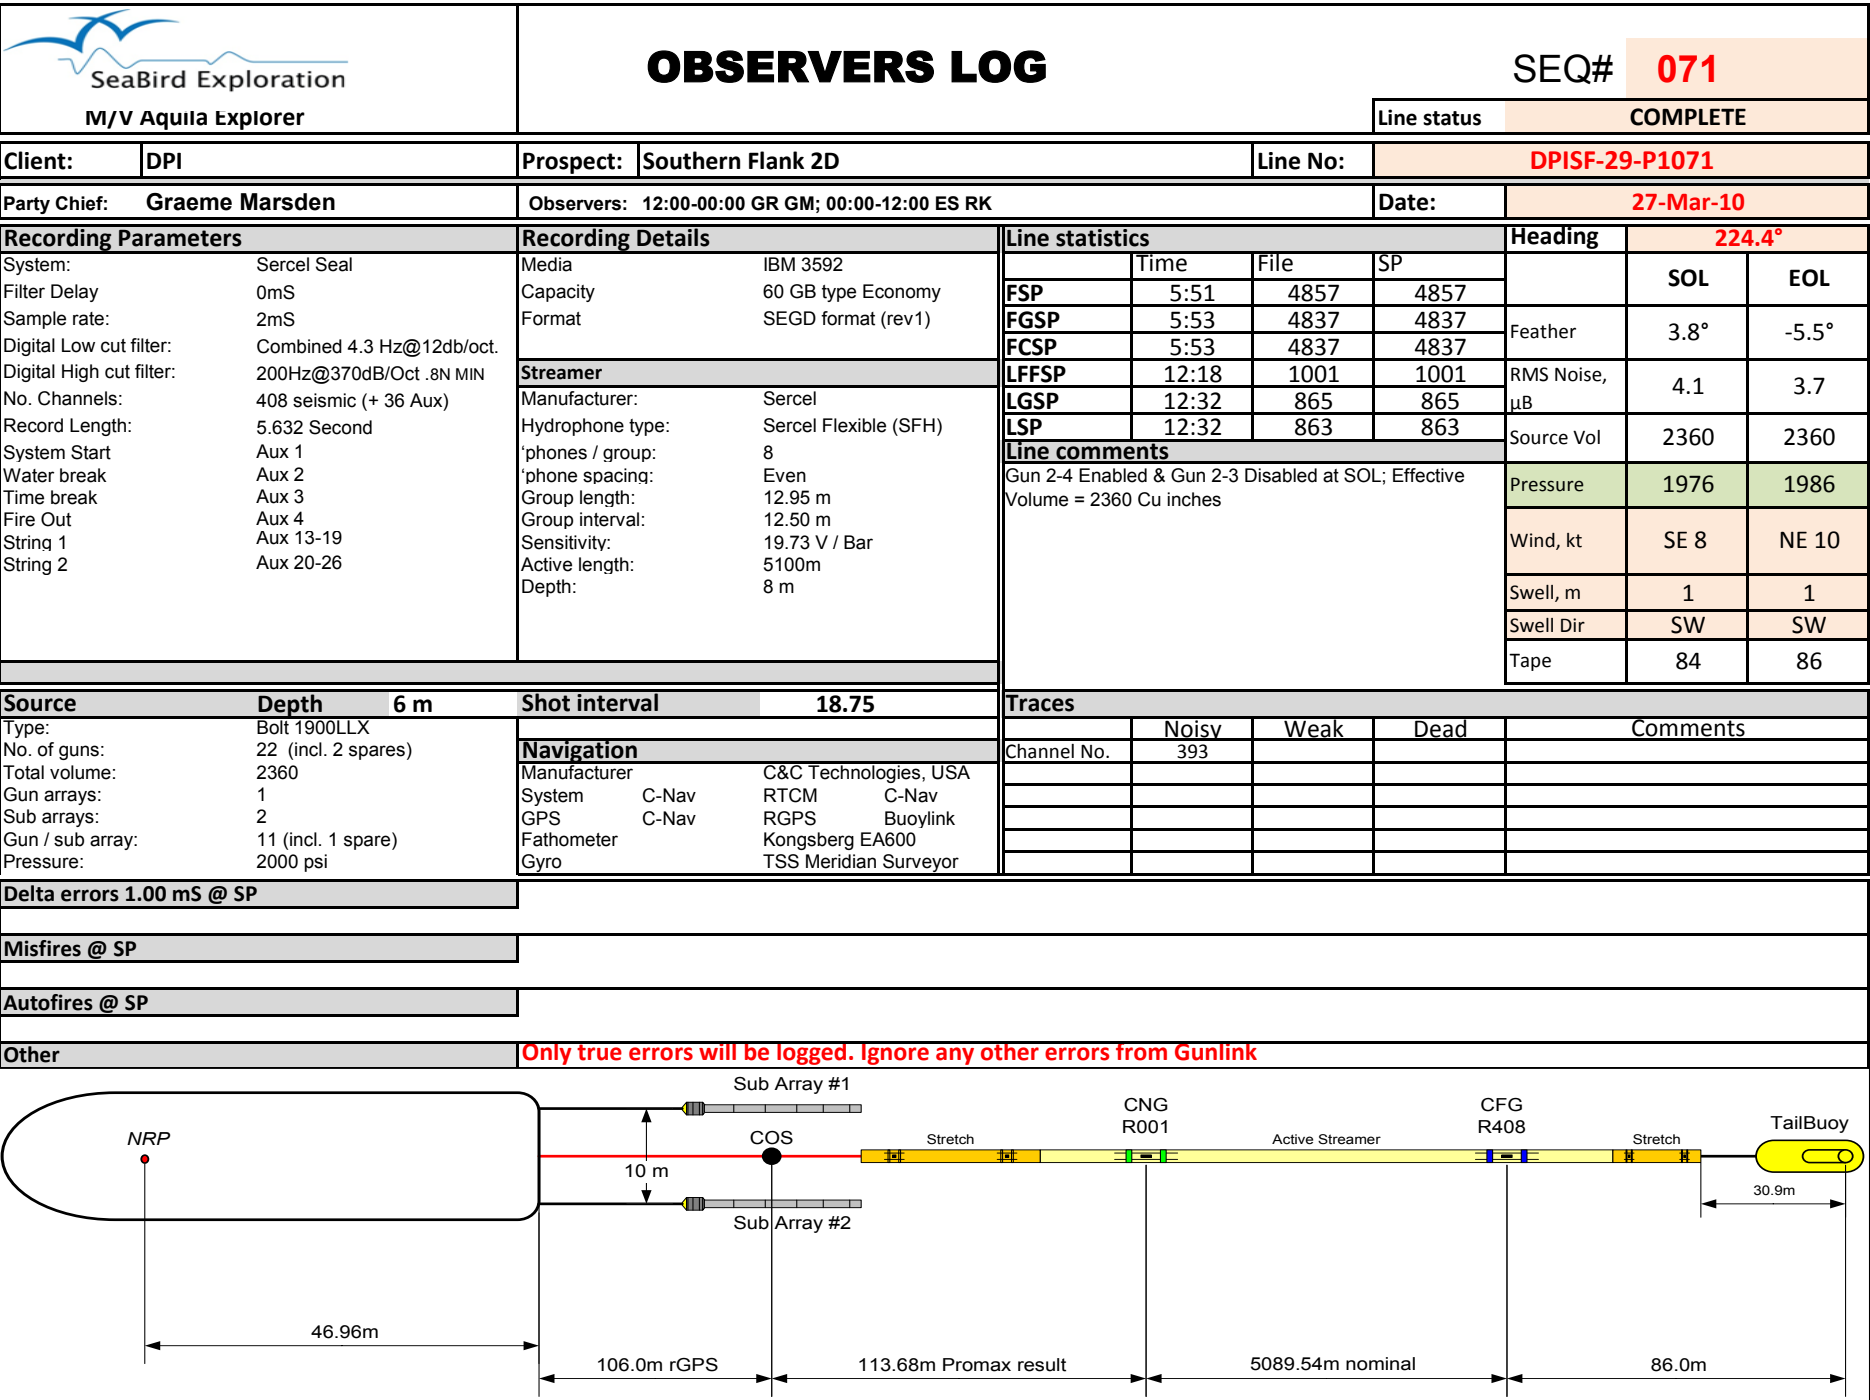 SeaBird Exploration
M/V Aquila Explorer
OBSERVERS LOG
SEQ# 071
Line status COMPLETE
Client: DPI Prospect: Southern Flank 2D Line No: DPISF-29-P1071
Party Chief: Graeme Marsden Observers: 12:00-00:00 GR GM; 00:00-12:00 ES RK Date: 27-Mar-10
Recording Parameters
System: Sercel Seal
Filter Delay 0mS
Sample rate: 2mS
Digital Low cut filter: Combined 4.3 Hz@12db/oct.
Digital High cut filter: 200Hz@370dB/Oct .8N MIN
No. Channels: 408 seismic (+ 36 Aux)
Record Length: 5.632 Second
System Start Aux 1
Water break Aux 2
Time break Aux 3
Fire Out Aux 4
String 1 Aux 13-19
String 2 Aux 20-26
Recording Details
Media IBM 3592
Capacity 60 GB type Economy
Format SEGD format (rev1)
Streamer
Manufacturer: Sercel
Hydrophone type: Sercel Flexible (SFH)
'phones / group: 8
'phone spacing: Even
Group length: 12.95 m
Group interval: 12.50 m
Sensitivity: 19.73 V / Bar
Active length: 5100m
Depth: 8 m
Line statistics
Time File SP
FSP 5:51 4857 4857
FGSP 5:53 4837 4837
FCSP 5:53 4837 4837
LFFSP 12:18 1001 1001
LGSP 12:32 865 865
LSP 12:32 863 863
Line comments
Gun 2-4 Enabled & Gun 2-3 Disabled at SOL; Effective
Volume = 2360 Cu inches
Heading 224.4°
SOL EOL
Feather 3.8° -5.5°
RMS Noise, µB 4.1 3.7
Source Vol 2360 2360
Pressure 1976 1986
Wind, kt SE 8 NE 10
Swell, m 1 1
Swell Dir SW SW
Tape 84 86
Source Depth 6 m
Type: Bolt 1900LLX
No. of guns: 22 (incl. 2 spares)
Total volume: 2360
Gun arrays: 1
Sub arrays: 2
Gun / sub array: 11 (incl. 1 spare)
Pressure: 2000 psi
Shot interval 18.75
Navigation
Manufacturer C&C Technologies, USA
System C-Nav RTCM C-Nav
GPS C-Nav RGPS Buoylink
Fathometer Kongsberg EA600
Gyro TSS Meridian Surveyor
Traces
Noisy Weak Dead Comments
Channel No. 393
Delta errors 1.00 mS @ SP
Misfires @ SP
Autofires @ SP
Other Only true errors will be logged. Ignore any other errors from Gunlink
Sub Array #1
CNG
R001
CFG
R408
TailBuoy
NRP
COS
Stretch
Active Streamer
Stretch
10 m
30.9m
Sub Array #2
46.96m
106.0m rGPS
113.68m Promax result
5089.54m nominal
86.0m